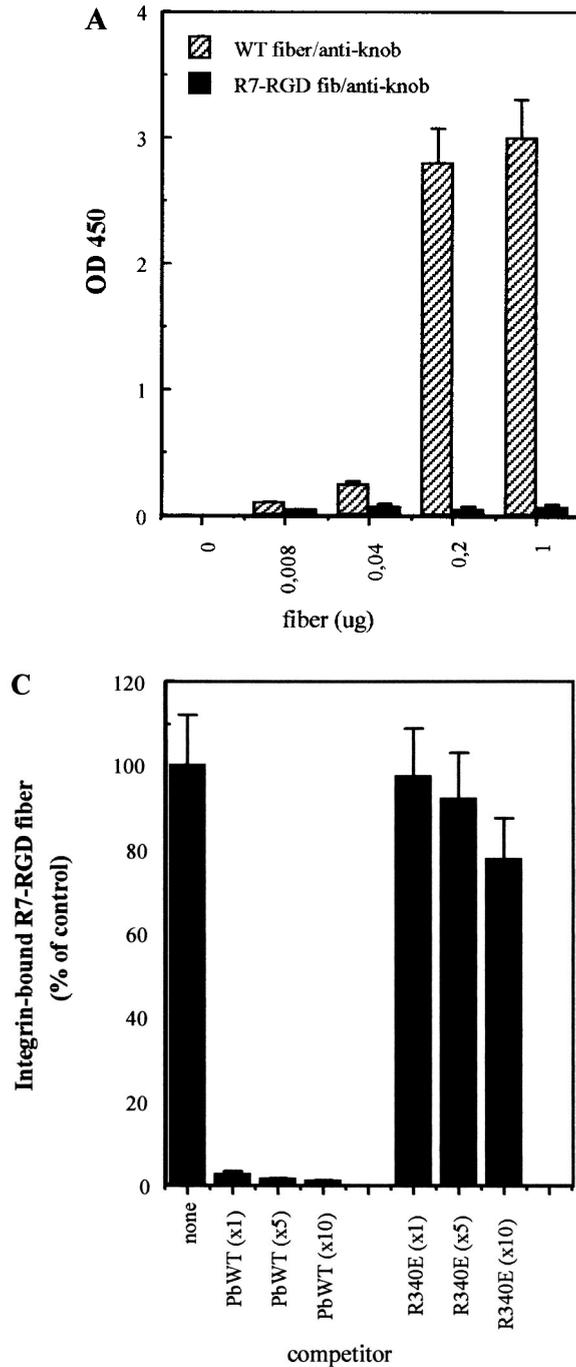 A
WT fiber/anti-knob
R7-RGD fib/anti-knob
OD 450
4
3
2
1
0
0
0,008
0,04
0,2
1
fiber (ug)
C
Integrin-bound R7-RGD fiber
(% of control)
120
100
80
60
40
20
0
none
PbWT (x1)
PbWT (x5)
PbWT (x10)
R340E (x1)
R340E (x5)
R340E (x10)
competitor